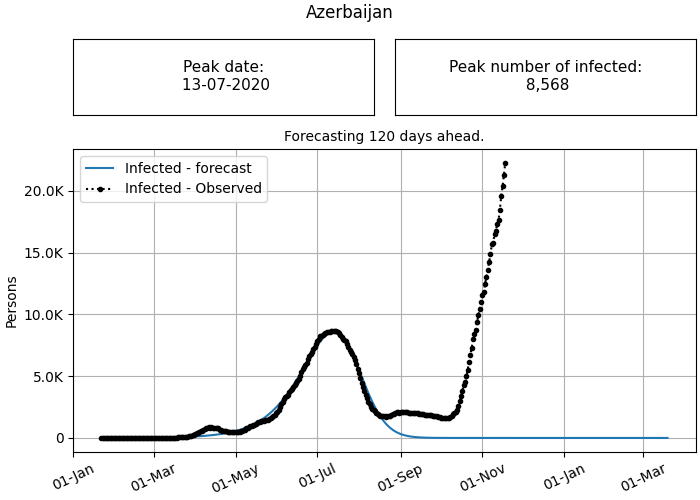 Azerbaijan
Peak date:
13-07-2020
Peak number of infected:
8,568
Forecasting 120 days ahead.
Infected - forecast
Infected - Observed
20.0K
15.0K
10.0K
5.0K
0
Persons
01-Jan
01-Mar
01-May
01-Jul
01-Sep
01-Nov
01-Jan
01-Mar